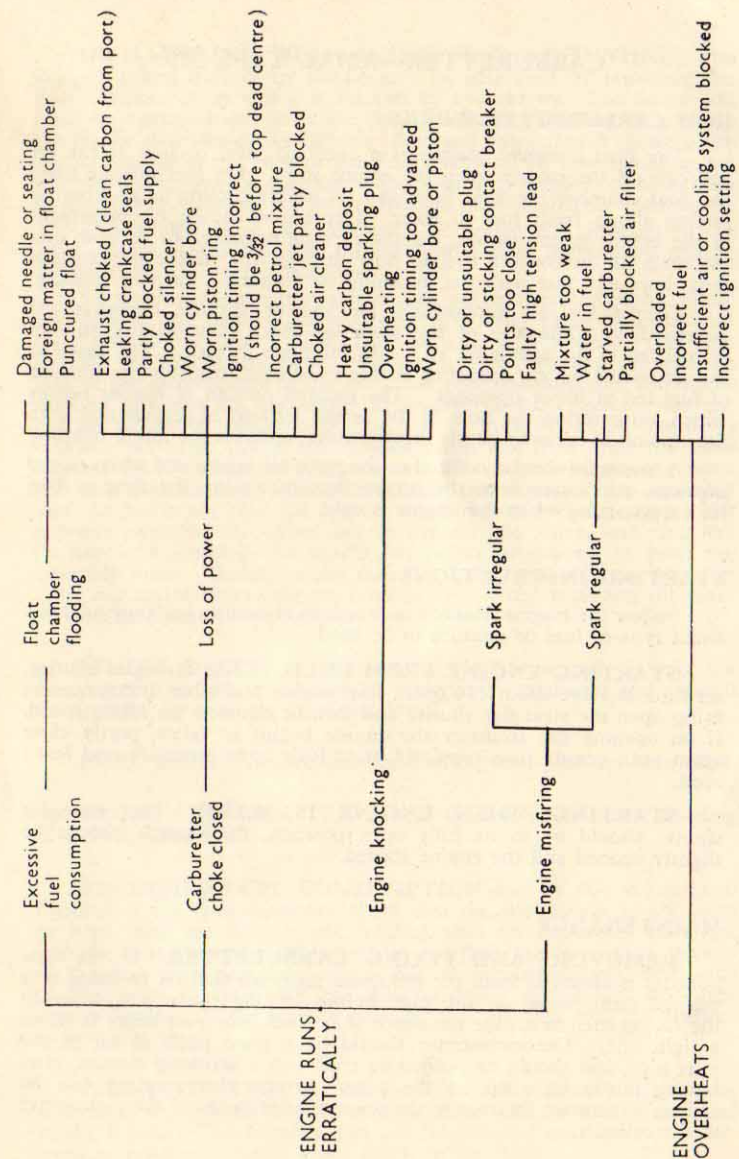 ENGINE RUNS
ERRATICALLY
Excessive
fuel
consumption
Float
chamber
flooding
Damaged needle or seating
Foreign matter in float chamber
Punctured float
Carburetter
choke closed
Loss of power
Exhaust choked (clean carbon from port)
Leaking crankcase seals
Partly blocked fuel supply
Choked silencer
Worn cylinder bore
Worn piston ring
Ignition timing incorrect
(should be 3/32" before top dead centre)
Incorrect petrol mixture
Carburetter jet partly blocked
Choked air cleaner
Engine knocking
Heavy carbon deposit
Unsuitable sparking plug
Overheating
Ignition timing too advanced
Worn cylinder bore or piston
Engine misfiring
Spark irregular
Dirty or unsuitable plug
Dirty or sticking contact breaker
Points too close
Faulty high tension lead
Spark regular
Mixture too weak
Water in fuel
Starved carburetter
Partially blocked air filter
ENGINE
OVERHEATS
Overloaded
Incorrect fuel
Insufficient air or cooling system blocked
Incorrect ignition setting